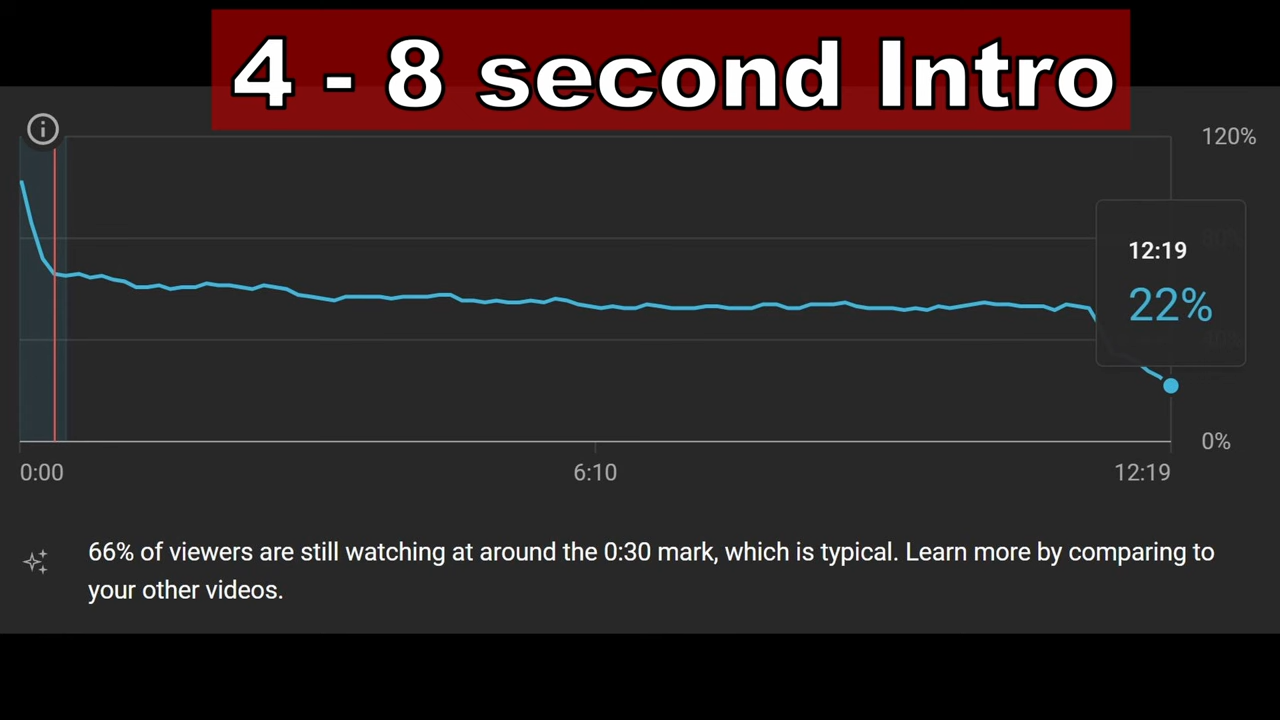 4 - 8 second Intro
120%
12:19
22%
0%
0:00
6:10
12:19
66% of viewers are still watching at around the 0:30 mark, which is typical. Learn more by comparing to
your other videos.